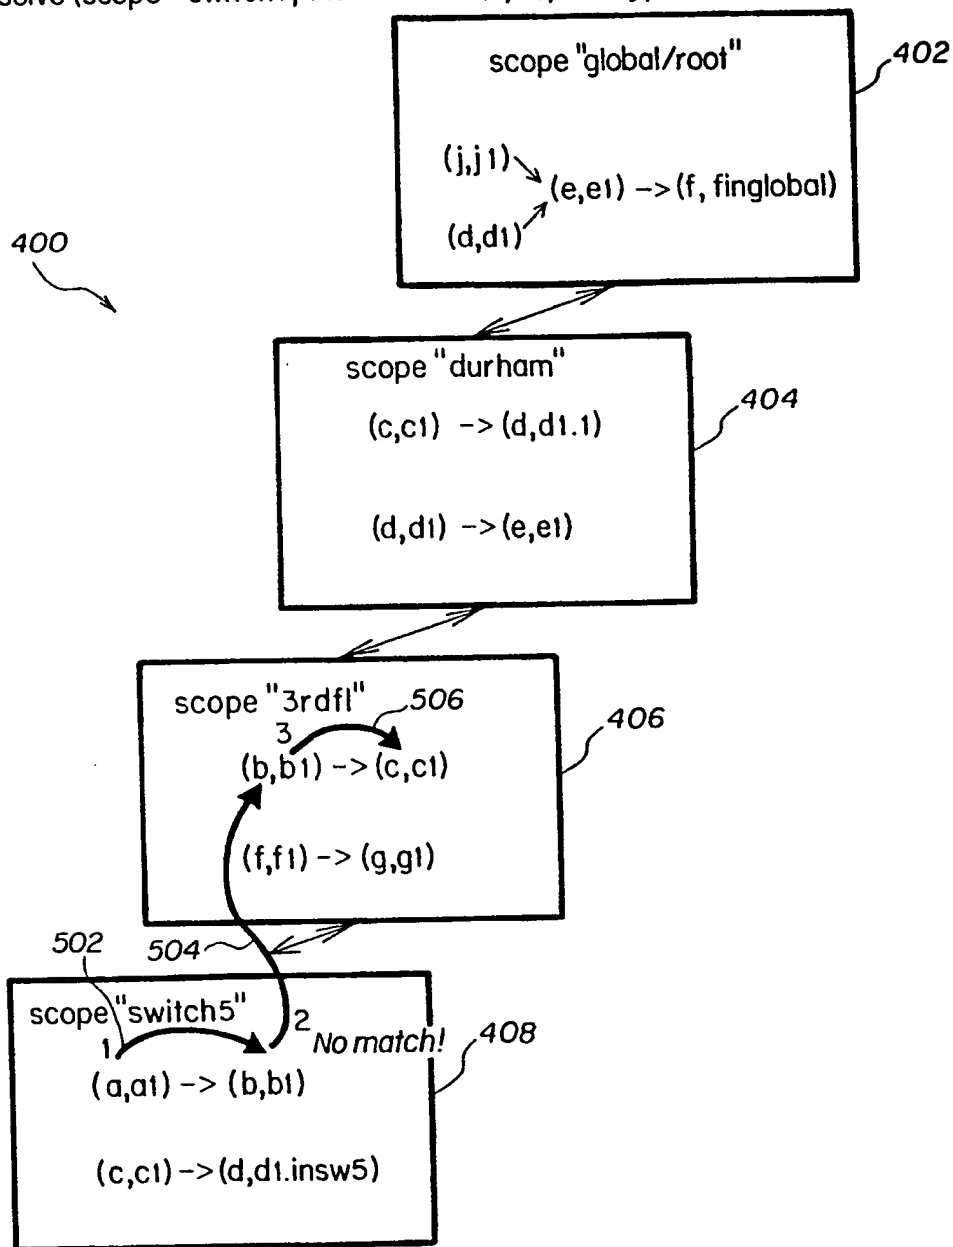 scope "global/root"
402
(j,j1)
(e,e1) -> (f, finglobal)
(d,d1)
400
scope "durham"
404
(c,c1) -> (d,d1.1)
(d,d1) -> (e,e1)
scope "3rdfl"
506
406
3
(b,b1) -> (c,c1)
(f,f1) -> (g,g1)
502
504
scope "switch5"
2
1
No match!
408
(a,a1) -> (b,b1)
(c,c1) -> (d,d1.insw5)